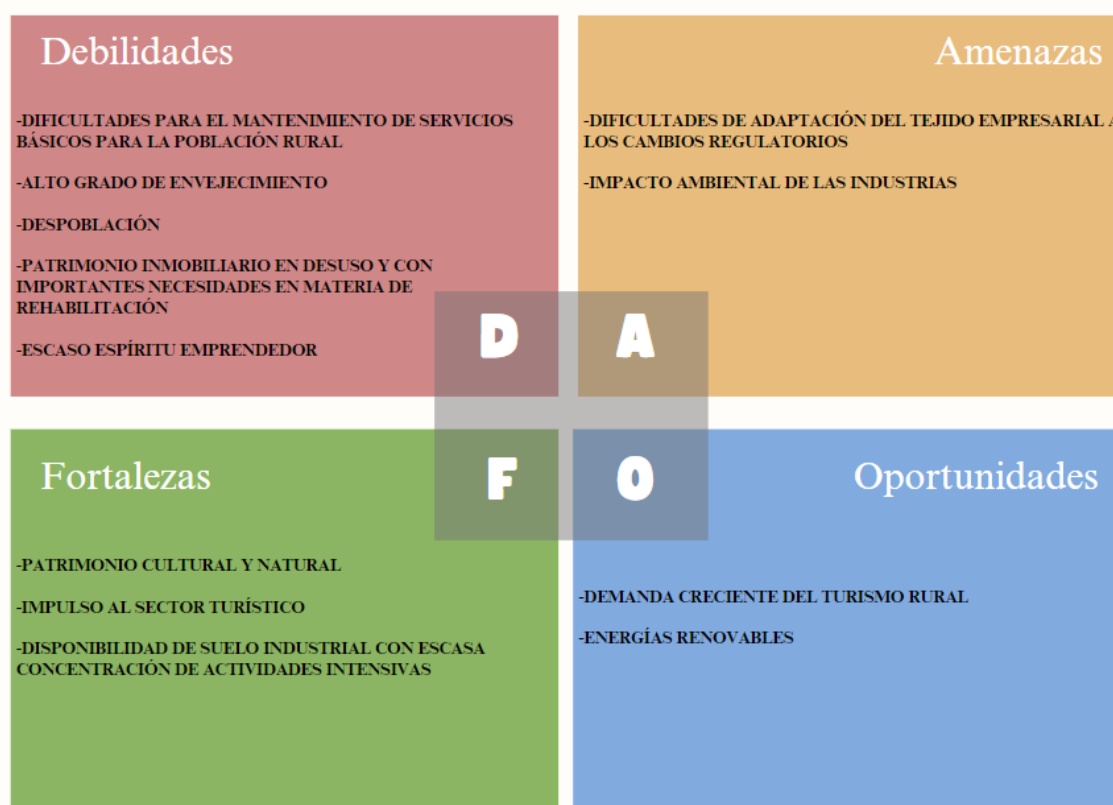 Debilidades
-DIFICULTADES PARA EL MANTENIMIENTO DE SERVICIOS
BÁSICOS PARA LA POBLACIÓN RURAL
-ALTO GRADO DE ENVEJECIMIENTO
-DESPOBLACIÓN
-PATRIMONIO INMOBILIARIO EN DESUSO Y CON
IMPORTANTES NECESIDADES EN MATERIA DE
REHABILITACIÓN
-ESCASO ESPÍRITU EMPRENDEDOR
Amenazas
-DIFICULTADES DE ADAPTACIÓN DEL TEJIDO EMPRESARIAL A
LOS CAMBIOS REGULATORIOS
-IMPACTO AMBIENTAL DE LAS INDUSTRIAS
D A
F O
Fortalezas
-PATRIMONIO CULTURAL Y NATURAL
-IMPULSO AL SECTOR TURÍSTICO
-DISPONIBILIDAD DE SUELO INDUSTRIAL CON ESCASA
CONCENTRACIÓN DE ACTIVIDADES INTENSIVAS
Oportunidades
-DEMANDA CRECIENTE DEL TURISMO RURAL
-ENERGÍAS RENOVABLES